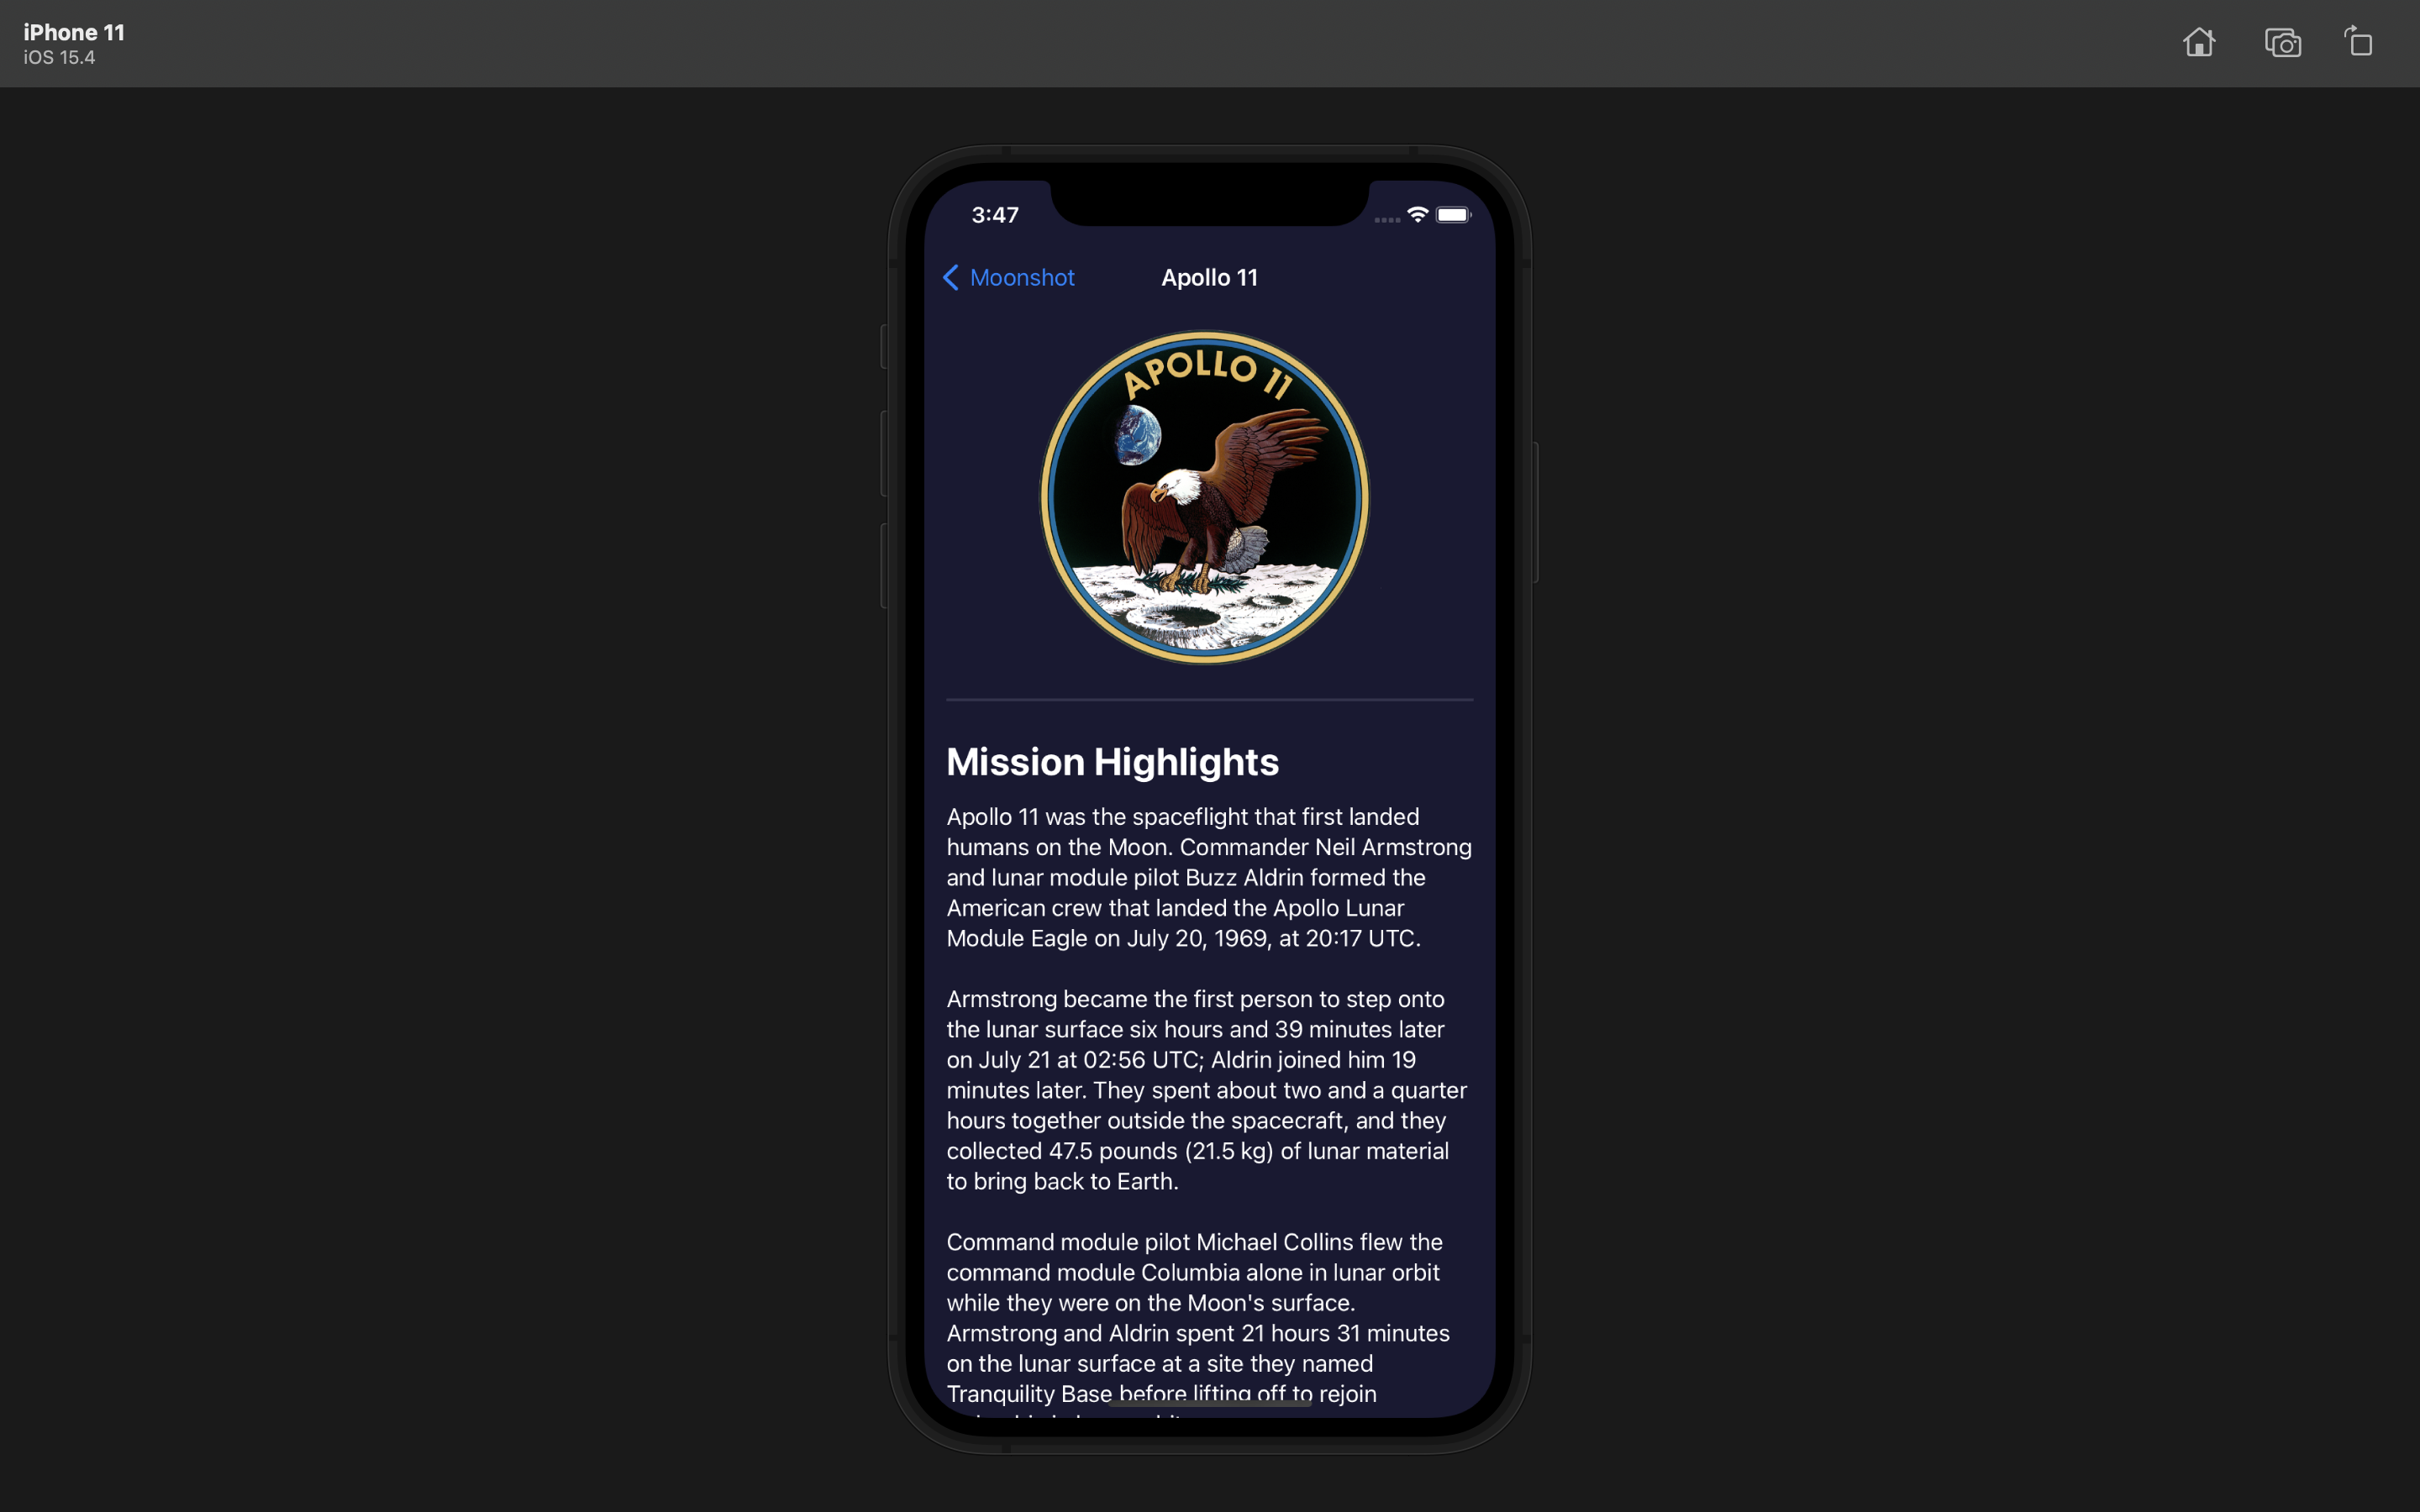 iPhone 11
iOS 15.4
3:47
Moonshot
Apollo 11
APOLLO 11
Mission Highlights
Apollo 11 was the spaceflight that first landed
humans on the Moon. Commander Neil Armstrong
and lunar module pilot Buzz Aldrin formed the
American crew that landed the Apollo Lunar
Module Eagle on July 20, 1969, at 20:17 UTC.
Armstrong became the first person to step onto
the lunar surface six hours and 39 minutes later
on July 21 at 02:56 UTC; Aldrin joined him 19
minutes later. They spent about two and a quarter
hours together outside the spacecraft, and they
collected 47.5 pounds (21.5 kg) of lunar material
to bring back to Earth.
Command module pilot Michael Collins flew the
command module Columbia alone in lunar orbit
while they were on the Moon's surface.
Armstrong and Aldrin spent 21 hours 31 minutes
on the lunar surface at a site they named
Tranquility Base before lifting off to rejoin